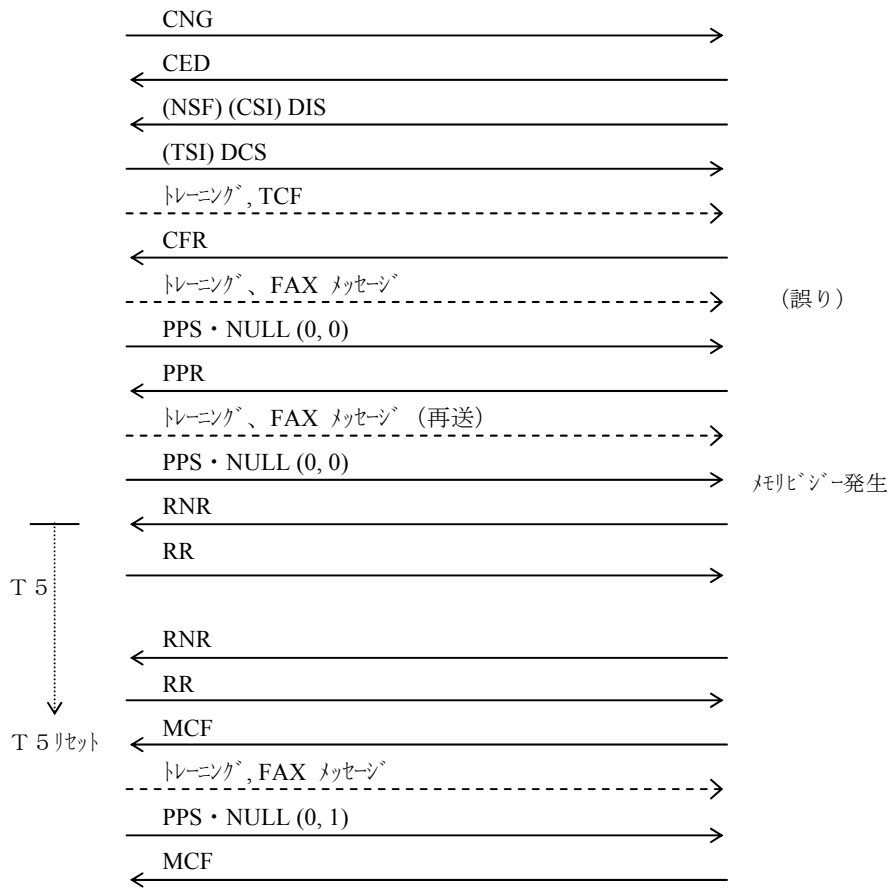 CNG
CED
(NSF) (CSI) DIS
(TSI) DCS
ﾄﾚｰﾆﾝｸﾞ, TCF
CFR
ﾄﾚｰﾆﾝｸﾞ、FAX ﾒｯｾｰｼﾞ
(誤り)
PPS・NULL (0, 0)
PPR
ﾄﾚｰﾆﾝｸﾞ、FAX ﾒｯｾｰｼﾞ (再送)
PPS・NULL (0, 0)
ﾒﾓﾘﾋﾞｼﾞｰ発生
RNR
RR
Ｔ５
RNR
RR
MCF
Ｔ５ﾘｾｯﾄ
ﾄﾚｰﾆﾝｸﾞ, FAX ﾒｯｾｰｼﾞ
PPS・NULL (0, 1)
MCF